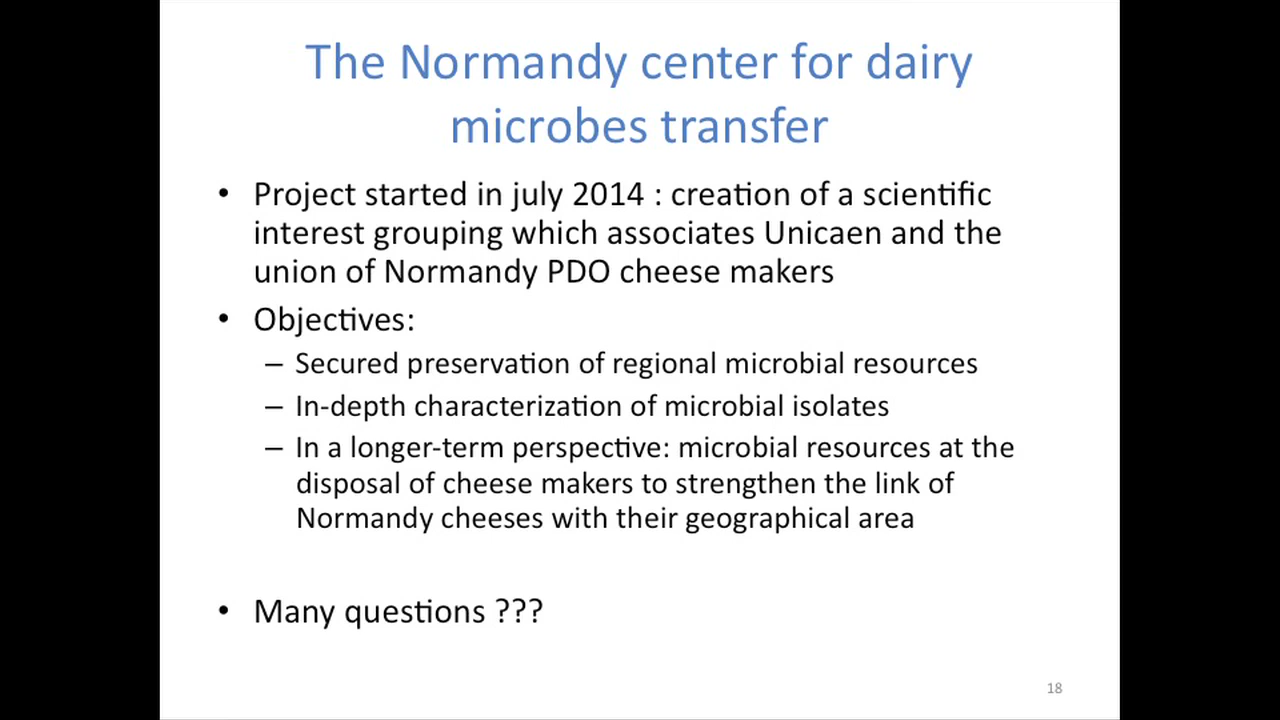 The Normandy center for dairy
microbes transfer
• Project started in july 2014 : creation of a scientific
interest grouping which associates Unicaen and the
union of Normandy PDO cheese makers
• Objectives:
– Secured preservation of regional microbial resources
– In-depth characterization of microbial isolates
– In a longer-term perspective: microbial resources at the
disposal of cheese makers to strengthen the link of
Normandy cheeses with their geographical area
• Many questions ???
18